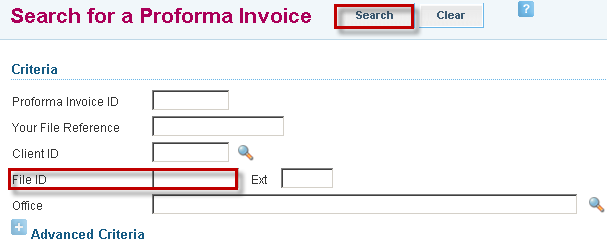 Search for a Proforma Invoice Search Clear ?
Criteria
Proforma Invoice ID
Your File Reference
Client ID
File ID Ext
Office
Advanced Criteria